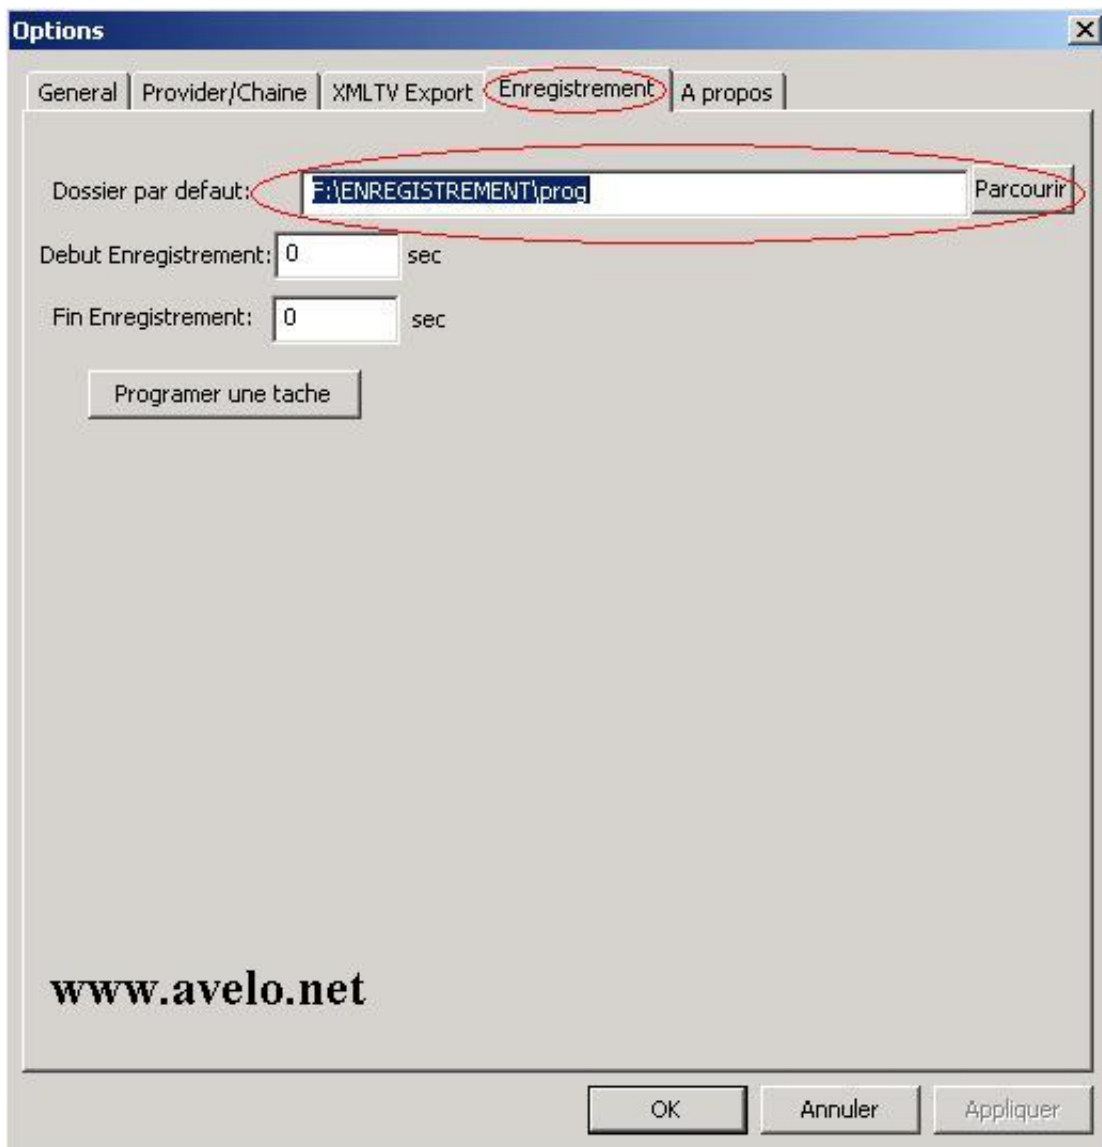 Options
General Provider/Chaine XMLTV Export Enregistrement A propos
Dossier par defaut: F:\ENREGISTREMENT\prog Parcourir
Debut Enregistrement: 0 sec
Fin Enregistrement: 0 sec
Programer une tache
www.avelo.net
OK Annuler Appliquer